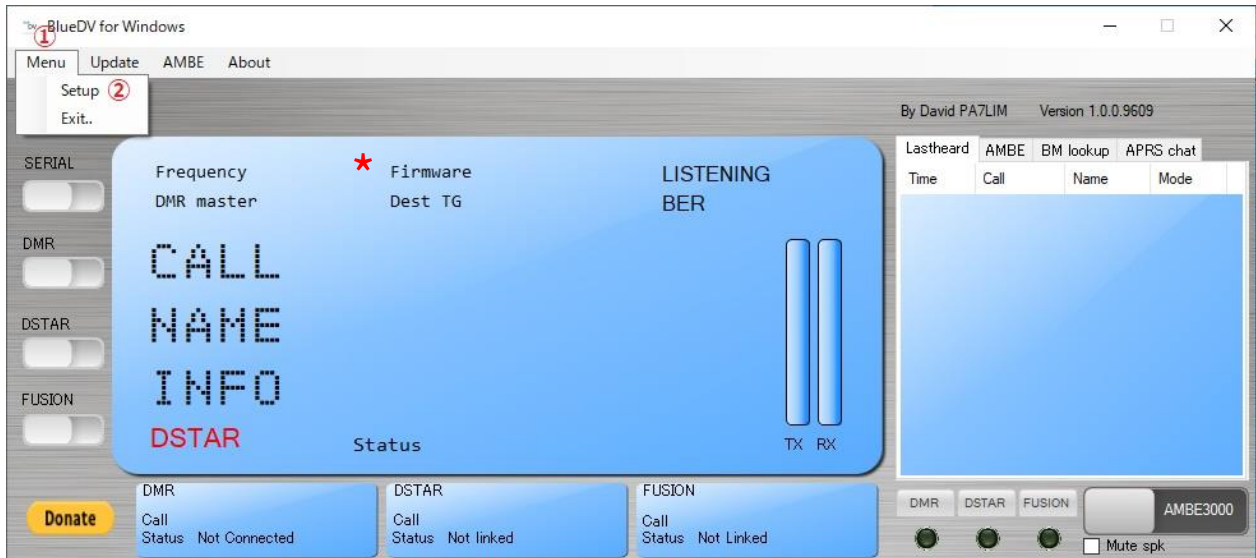 BlueDV for Windows
①
Menu Update AMBE About
Setup ②
Exit..
By David PA7LIM Version 1.0.0.9609
SERIAL
DMR
DSTAR
FUSION
Frequency * Firmware LISTENING
DMR master Dest TG BER
CALL
NAME
INFO
DSTAR Status TX RX
Lastheard AMBE BM lookup APRS chat
Time Call Name Mode
Donate
DMR
Call
Status Not Connected
DSTAR
Call
Status Not linked
FUSION
Call
Status Not Linked
DMR DSTAR FUSION AMBE3000
Mute spk